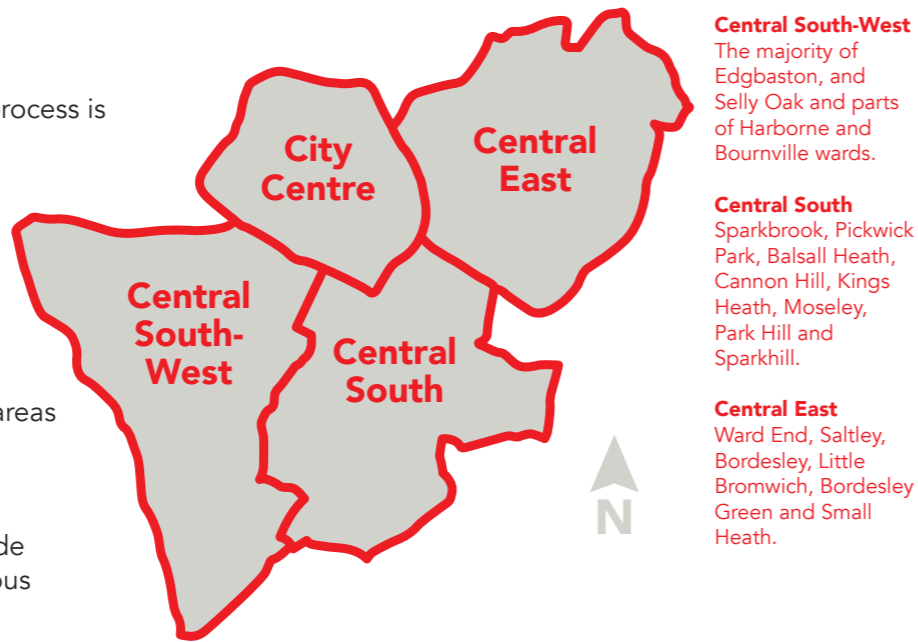 rocess is
areas
de
ous
City
Centre
Central
East
Central
South-
West
Central
South
N
Central South-West
The majority of
Edgbaston, and
Selly Oak and parts
of Harborne and
Bournville wards.
Central South
Sparkbrook, Pickwick
Park, Balsall Heath,
Cannon Hill, Kings
Heath, Moseley,
Park Hill and
Sparkhill.
Central East
Ward End, Saltley,
Bordesley, Little
Bromwich, Bordesley
Green and Small
Heath.